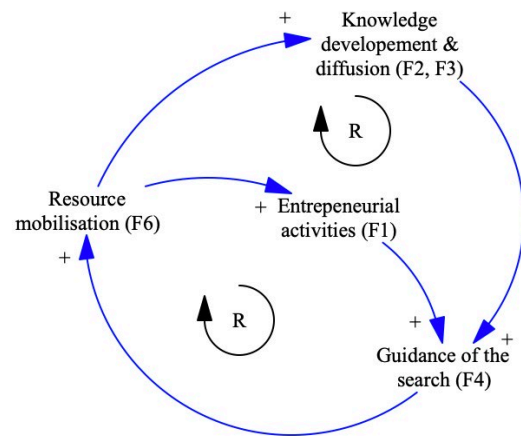 +
Knowledge
developement &
diffusion (F2, F3)
R
Resource
mobilisation (F6)
+
+
Entrepeneurial
activities (F1)
R
+
+
Guidance of the
search (F4)